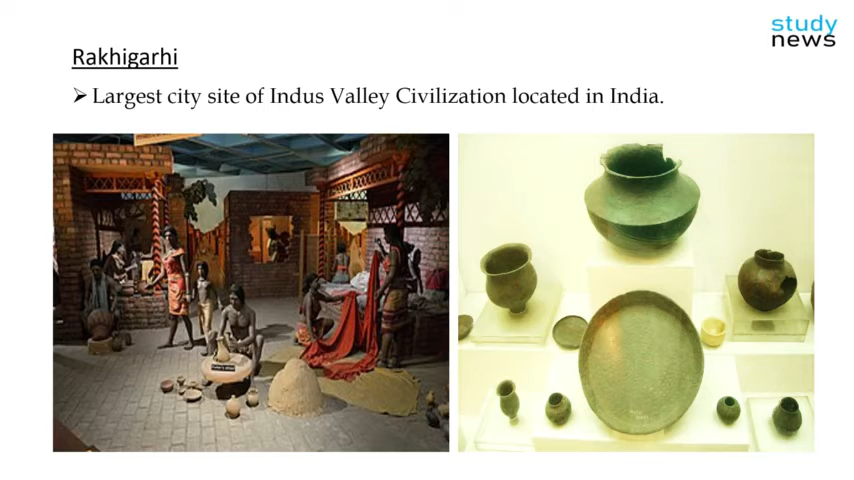 study
news
Rakhigarhi
➤ Largest city site of Indus Valley Civilization located in India.